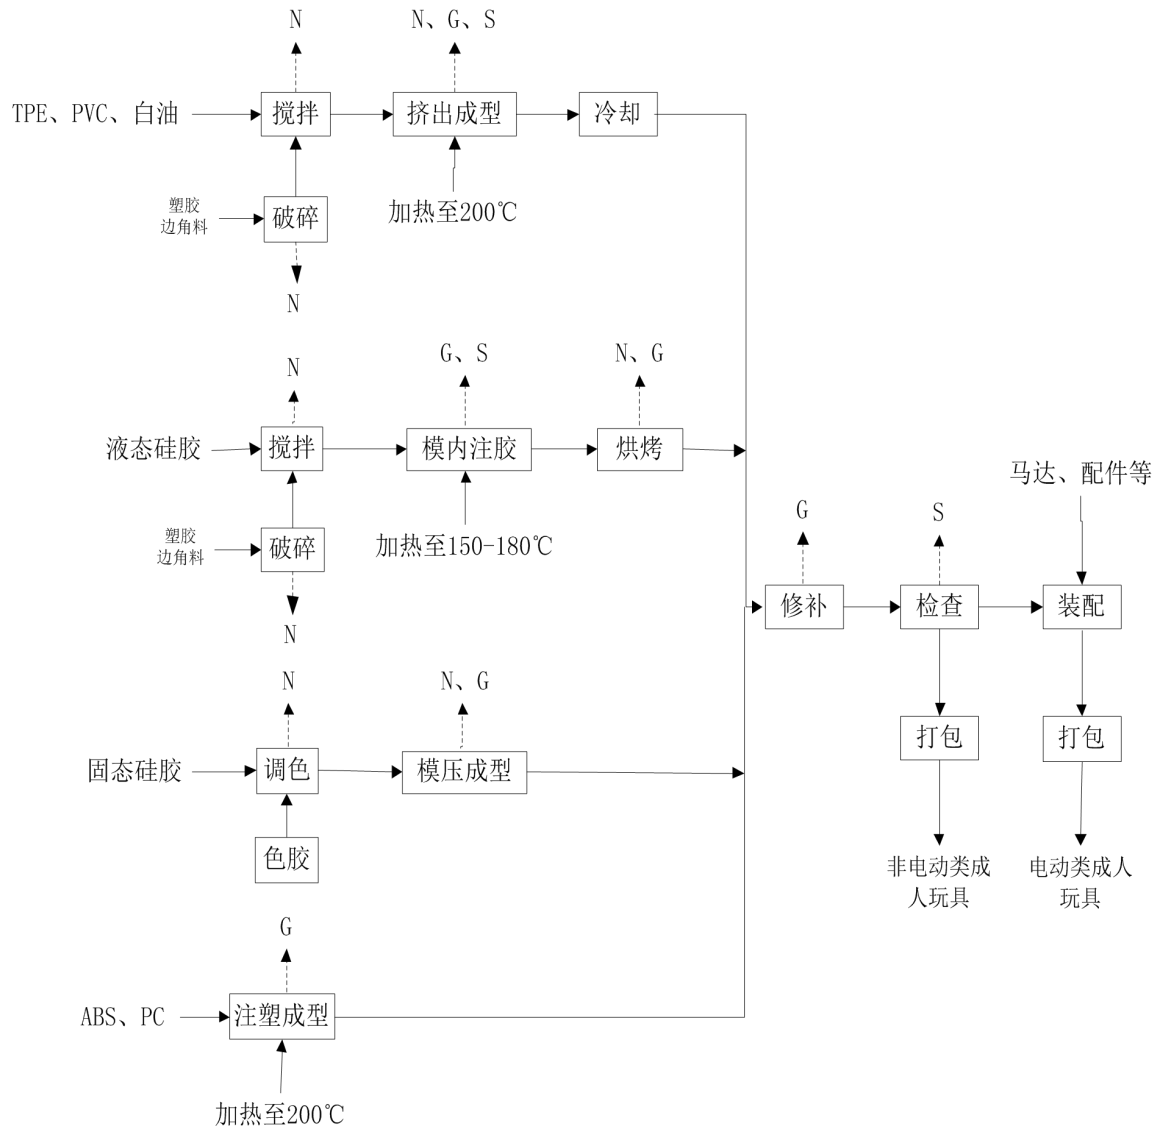 N
N、G、S
TPE、PVC、白油
搅拌
挤出成型
冷却
塑胶
边角料
破碎
加热至200℃
N
N
G、S
N、G
液态硅胶
搅拌
模内注胶
烘烤
马达、配件等
塑胶
边角料
破碎
加热至150-180℃
G
S
修补
检查
装配
N
N
N、G
打包
打包
固态硅胶
调色
模压成型
色胶
非电动类成
人玩具
电动类成人
玩具
G
ABS、PC
注塑成型
加热至200℃